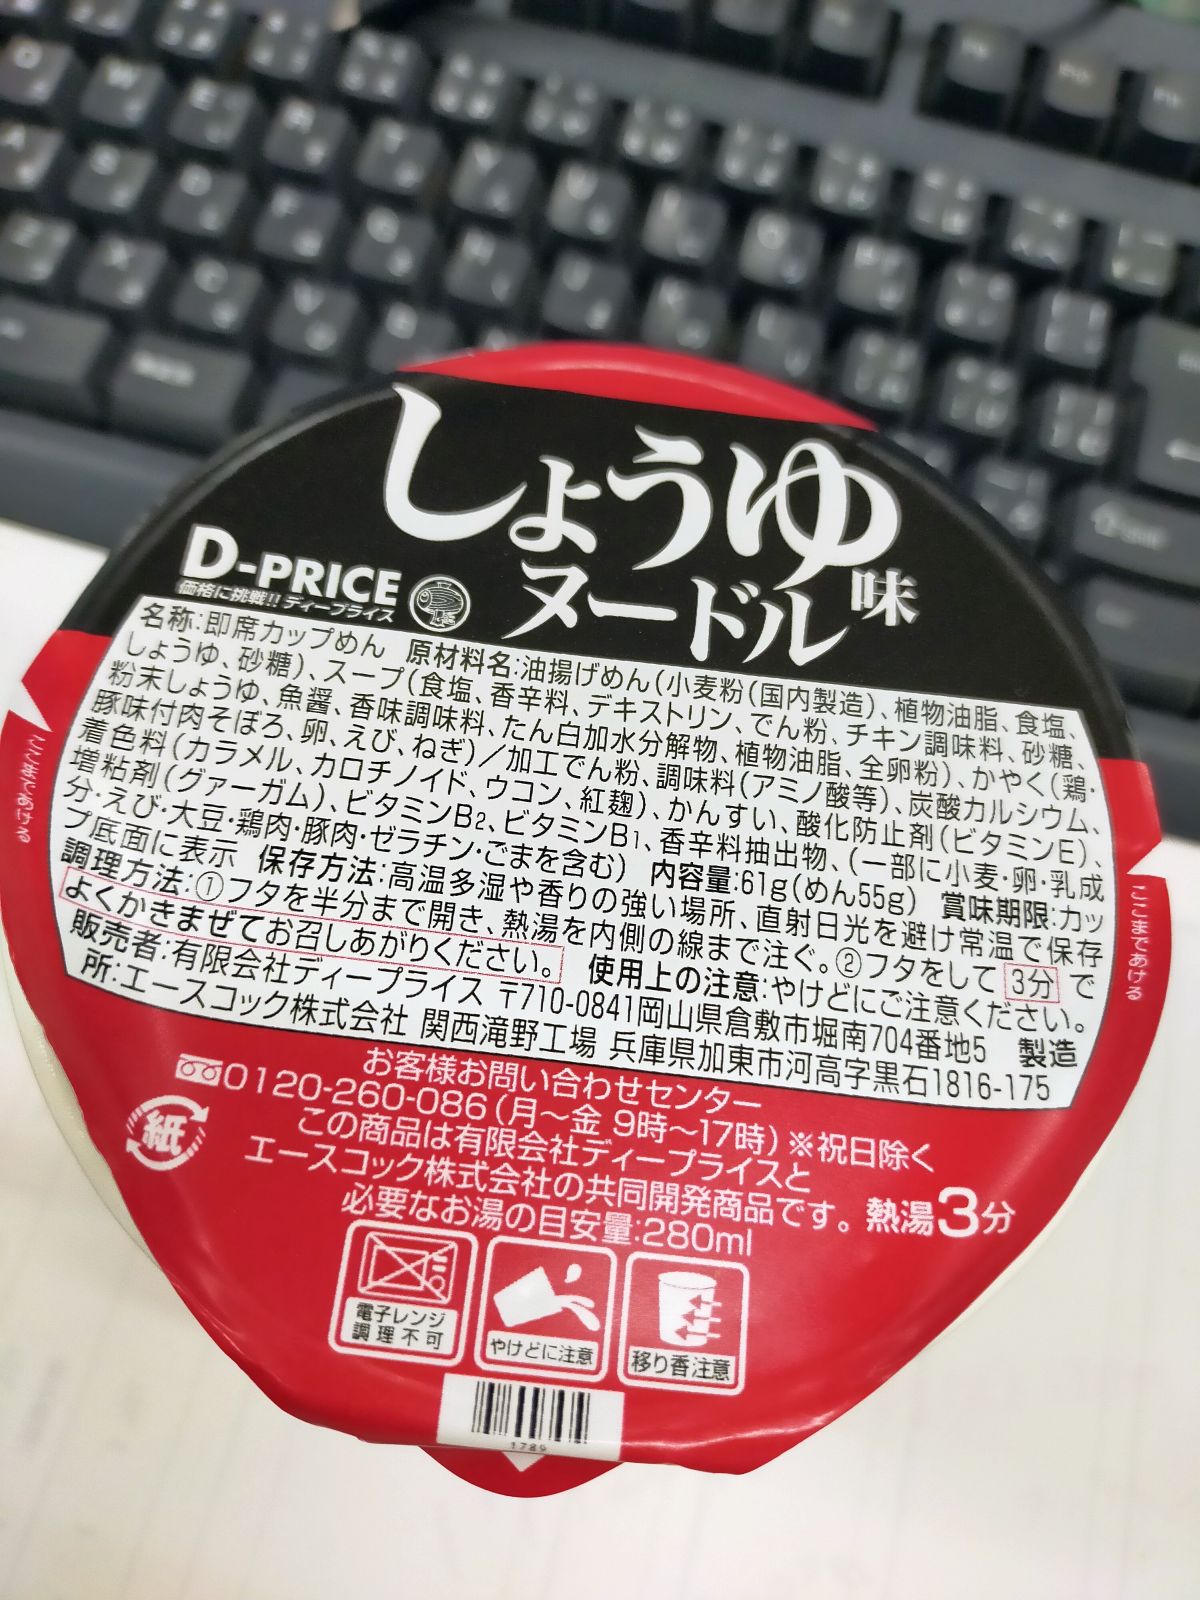 しょうゆ味
ヌードル
D-PRICE
価格に挑戦!! ディープライス
名称:即席カップめん 原材料名:油揚げめん(小麦粉(国内製造)、植物油脂、食塩、
しょうゆ、砂糖)、スープ(食塩、香辛料、デキストリン、でん粉、チキン調味料、砂糖、
粉末しょうゆ、魚醤、香味調味料、たん白加水分解物、植物油脂、全卵粉)、かやく(鶏・
豚味付肉そぼろ、卵、えび、ねぎ)/加工でん粉、調味料(アミノ酸等)、炭酸カルシウム、
着色料(カラメル、カロチノイド、ウコン、紅麹)、かんすい、酸化防止剤(ビタミンE)、
増粘剤(グァーガム)、ビタミンB2、ビタミンB1、香辛料抽出物、(一部に小麦・卵・乳成
分・えび・大豆・鶏肉・豚肉・ゼラチン・ごまを含む) 内容量:61g(めん55g) 賞味期限:カッ
プ底面に表示 保存方法:高温多湿や香りの強い場所、直射日光を避け常温で保存
調理方法:①フタを半分まで開き、熱湯を内側の線まで注ぐ。②フタをして 3分 で
よくかきまぜてお召しあがりください。 使用上の注意:やけどにご注意ください。
販売者:有限会社ディープライス 〒710-0841岡山県倉敷市堀南704番地5 製造
所:エースコック株式会社 関西滝野工場 兵庫県加東市河高字黒石1816-175
ここまであける
ここまであける
お客様お問い合わせセンター
0120-260-086(月～金 9時～17時)※祝日除く
この商品は有限会社ディープライスと
エースコック株式会社の共同開発商品です。
必要なお湯の目安量:280ml
熱湯3分
紙
電子レンジ
調理不可
やけどに注意
移り香注意